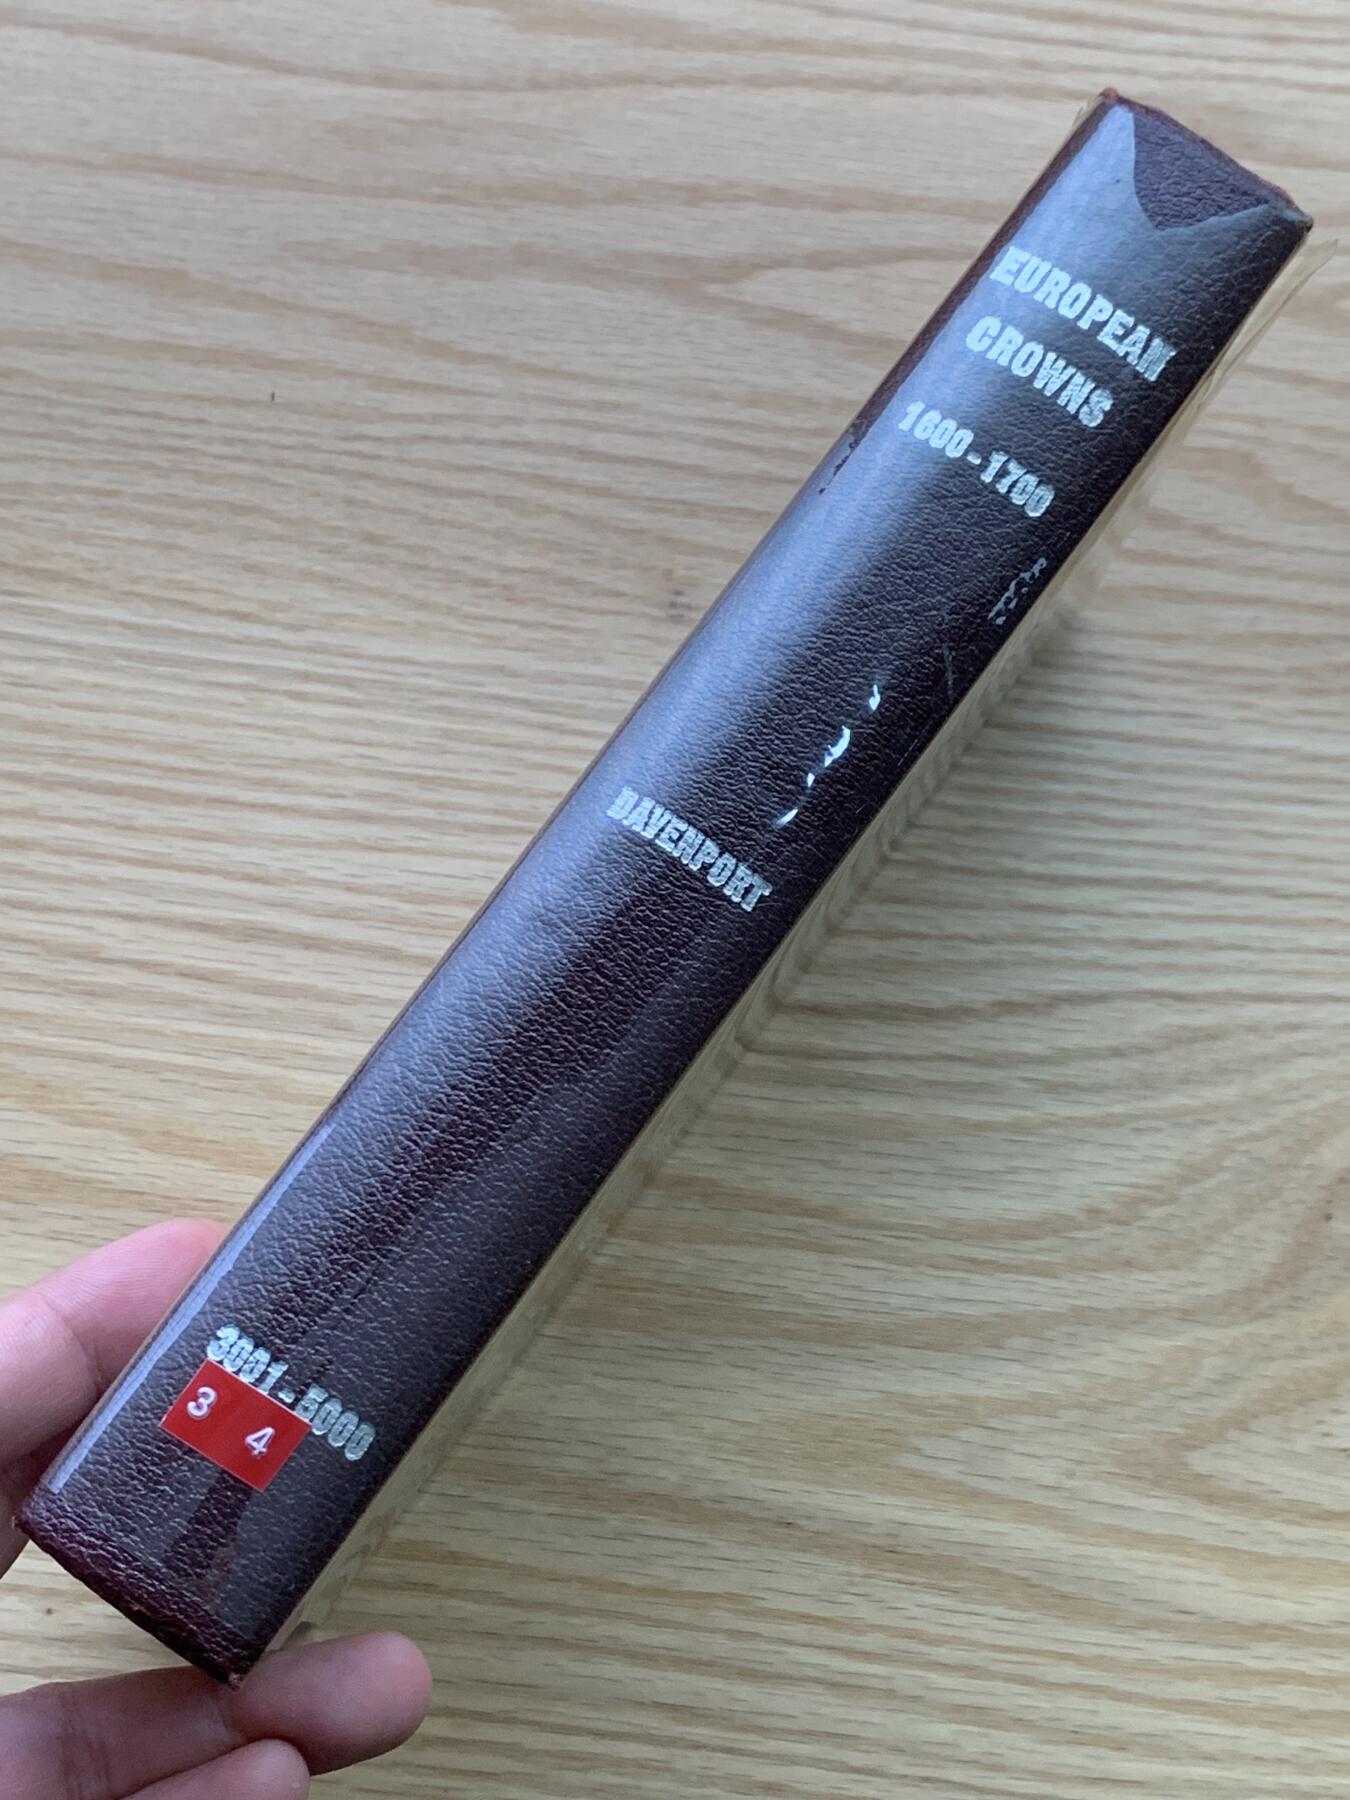 EUROPEAN
CROWNS
1600-1700
DAVENPORT
3001-5000
3 4